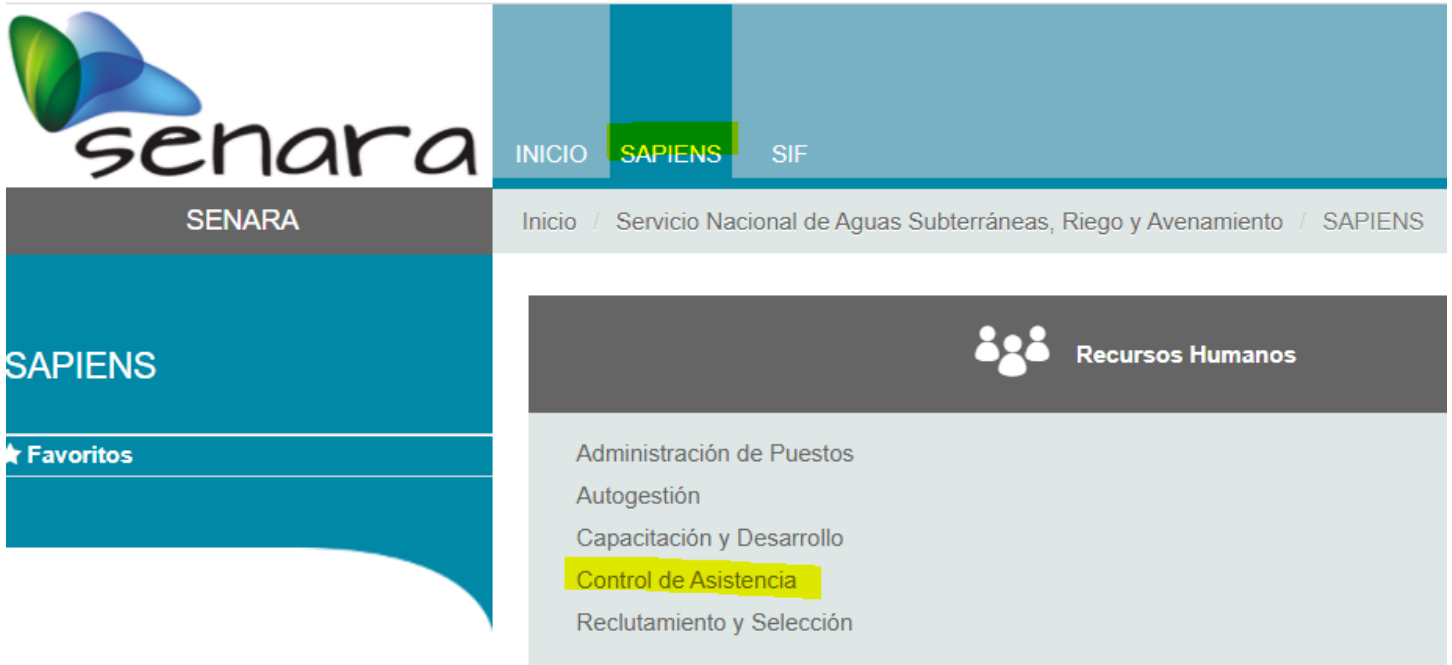 senara
INICIO SAPIENS SIF
SENARA
Inicio / Servicio Nacional de Aguas Subterráneas, Riego y Avenamiento / SAPIENS
SAPIENS
Favoritos
Recursos Humanos
Administración de Puestos
Autogestión
Capacitación y Desarrollo
Control de Asistencia
Reclutamiento y Selección